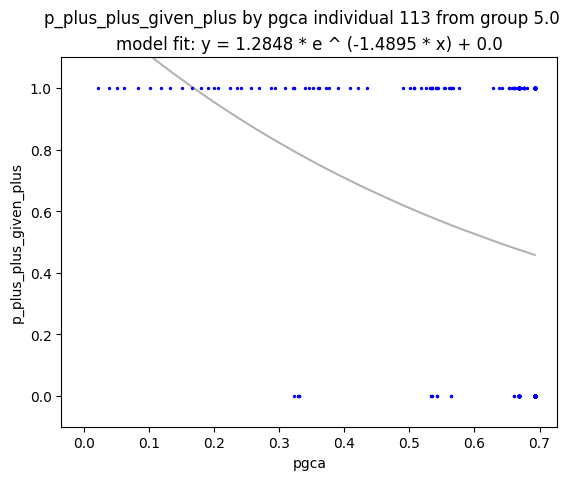 p_plus_plus_given_plus by pgca individual 113 from group 5.0
model fit: y = 1.2848 * e ^ (-1.4895 * x) + 0.0
1.0
0.8
0.6
0.4
0.2
0.0
p_plus_plus_given_plus
0.0 0.1 0.2 0.3 0.4 0.5 0.6 0.7
pgca